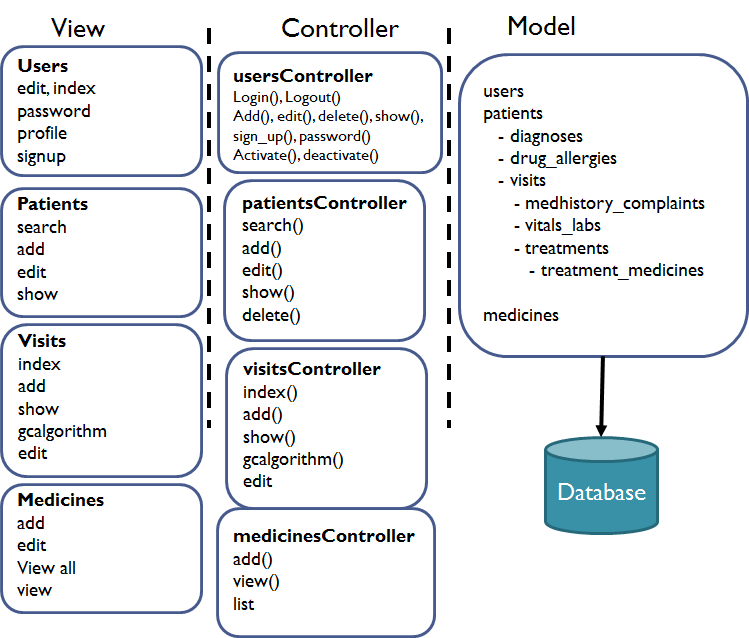 View
Users
edit, index
password
profile
signup
Patients
search
add
edit
show
Visits
index
add
show
gcalgorithm
edit
Medicines
add
edit
View all
view
Controller
usersController
Login(), Logout()
Add(), edit(), delete(), show(),
sign_up(), password()
Activate(), deactivate()
patientsController
search()
add()
edit()
show()
delete()
visitsController
index()
add()
show()
gcalgorithm()
edit
medicinesController
add()
view()
list
Model
users
patients
- diagnoses
- drug_allergies
- visits
- medhistory_complaints
- vitals_labs
- treatments
- treatment_medicines
medicines
Database